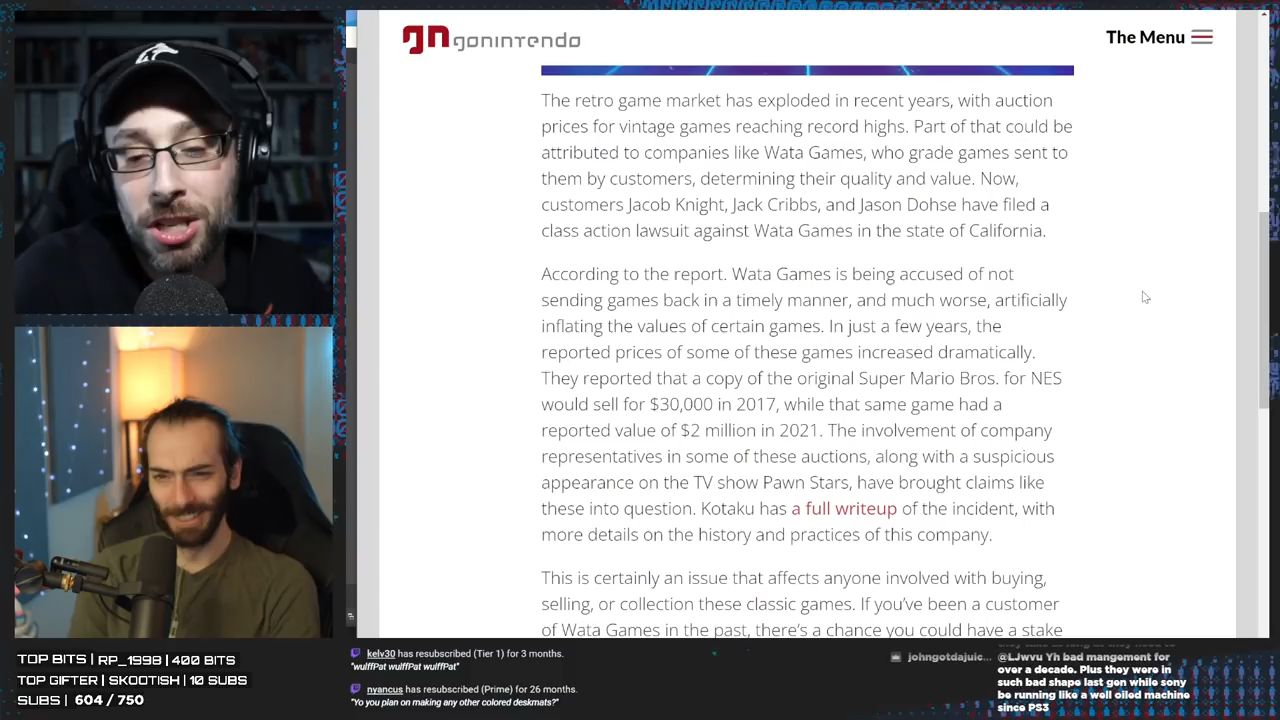 gn gonintendo
The Menu
The retro game market has exploded in recent years, with auction
prices for vintage games reaching record highs. Part of that could be
attributed to companies like Wata Games, who grade games sent to
them by customers, determining their quality and value. Now,
customers Jacob Knight, Jack Cribbs, and Jason Dohse have filed a
class action lawsuit against Wata Games in the state of California.
According to the report. Wata Games is being accused of not
sending games back in a timely manner, and much worse, artificially
inflating the values of certain games. In just a few years, the
reported prices of some of these games increased dramatically.
They reported that a copy of the original Super Mario Bros. for NES
would sell for $30,000 in 2017, while that same game had a
reported value of $2 million in 2021. The involvement of company
representatives in some of these auctions, along with a suspicious
appearance on the TV show Pawn Stars, have brought claims like
these into question. Kotaku has a full writeup of the incident, with
more details on the history and practices of this company.
This is certainly an issue that affects anyone involved with buying,
selling, or collection these classic games. If you've been a customer
of Wata Games in the past, there's a chance you could have a stake
TOP BITS | RP_1998 | 400 BITS
TOP GIFTER | SKOOTISH | 10 SUBS
SUBS | 604 / 750
kelv30 has resubscribed (Tier 1) for 3 months.
"wulffPat wulffPat wulffPat"
nyancus has resubscribed (Prime) for 26 months.
"Yo you plan on making any other colored deskmats?"
johngotdajuic...
@LJwvu Yh bad mangement for
over a decade. Plus they were in
such bad shape last gen while sony
be running like a well oiled machine
since PS3